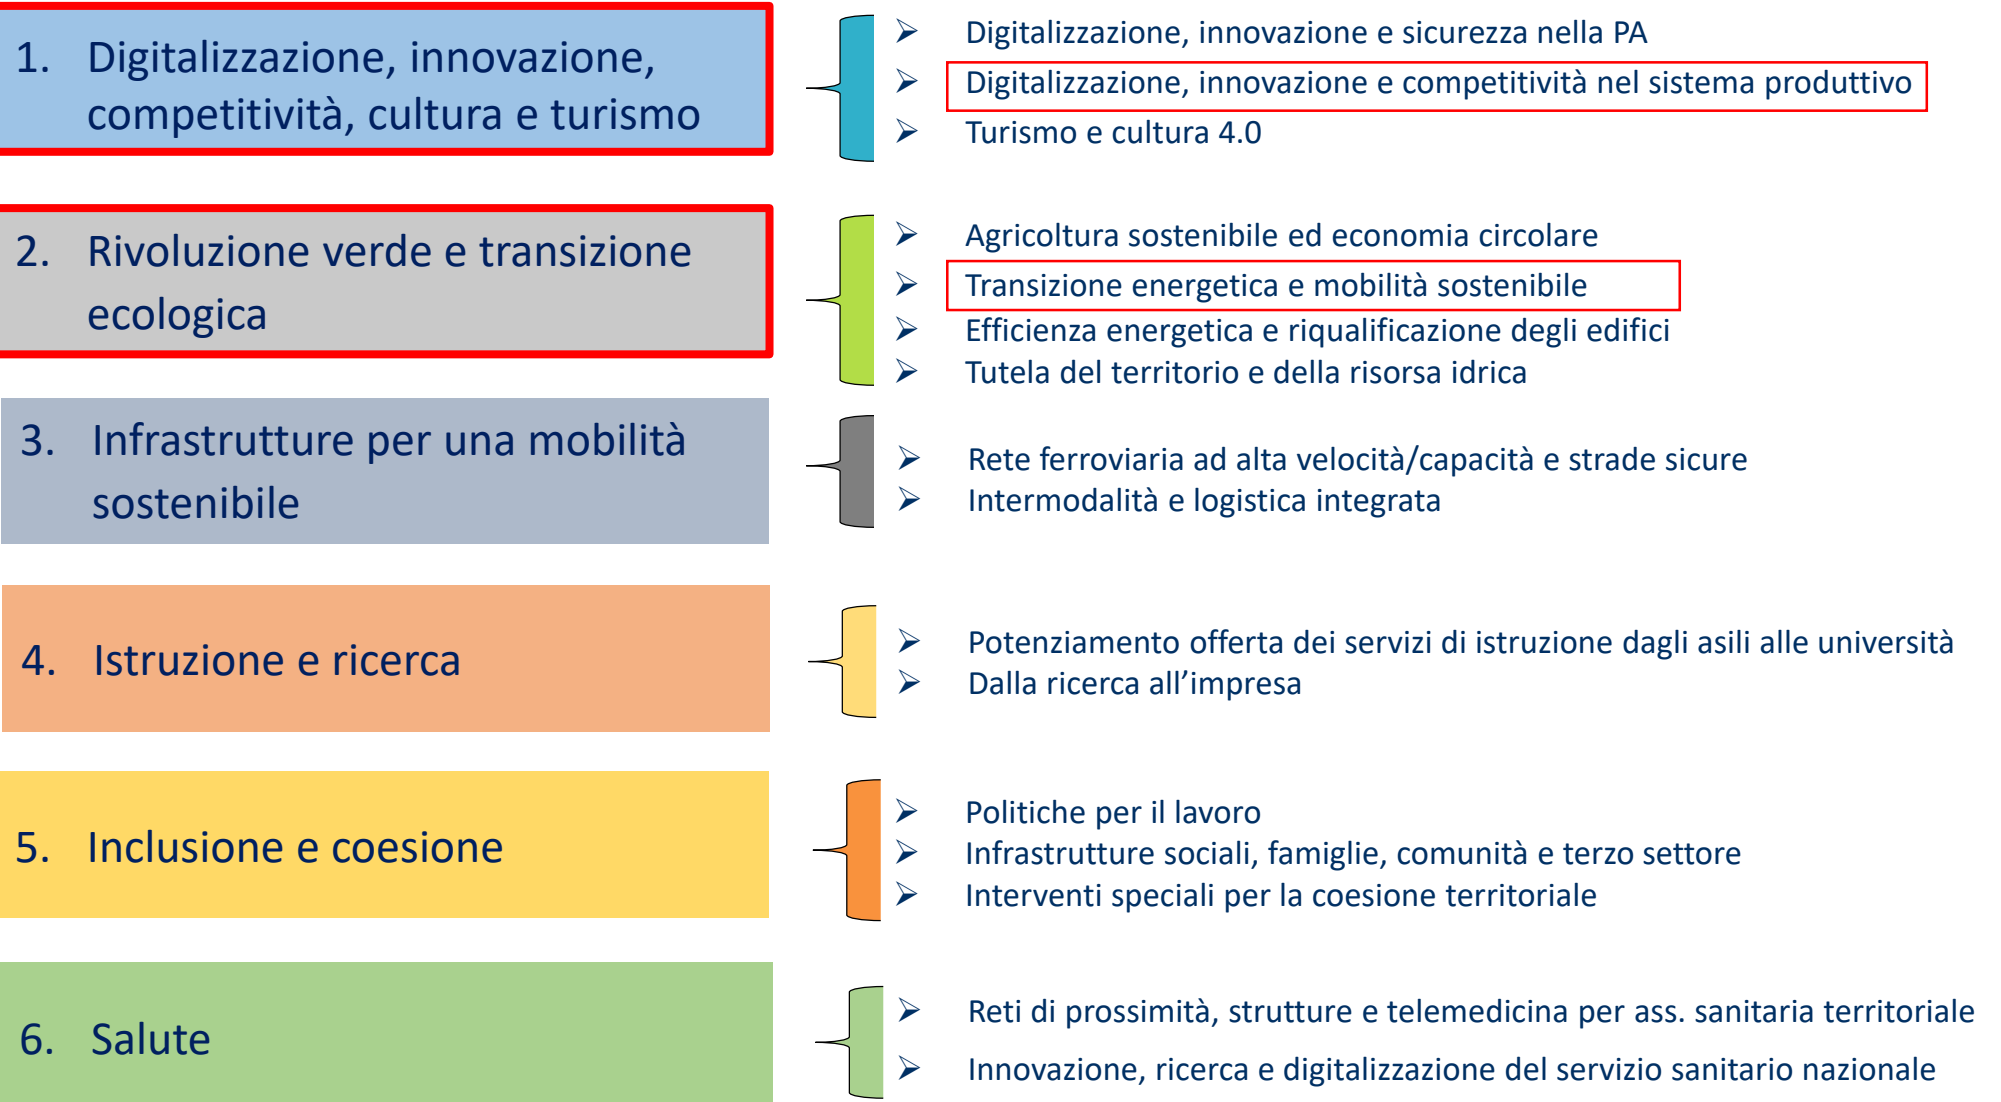 1. Digitalizzazione, innovazione,
competitività, cultura e turismo
➢ Digitalizzazione, innovazione e sicurezza nella PA
➢ Digitalizzazione, innovazione e competitività nel sistema produttivo
➢ Turismo e cultura 4.0
2. Rivoluzione verde e transizione
ecologica
➢ Agricoltura sostenibile ed economia circolare
➢ Transizione energetica e mobilità sostenibile
➢ Efficienza energetica e riqualificazione degli edifici
➢ Tutela del territorio e della risorsa idrica
3. Infrastrutture per una mobilità
sostenibile
➢ Rete ferroviaria ad alta velocità/capacità e strade sicure
➢ Intermodalità e logistica integrata
4. Istruzione e ricerca
➢ Potenziamento offerta dei servizi di istruzione dagli asili alle università
➢ Dalla ricerca all’impresa
5. Inclusione e coesione
➢ Politiche per il lavoro
➢ Infrastrutture sociali, famiglie, comunità e terzo settore
➢ Interventi speciali per la coesione territoriale
6. Salute
➢ Reti di prossimità, strutture e telemedicina per ass. sanitaria territoriale
➢ Innovazione, ricerca e digitalizzazione del servizio sanitario nazionale